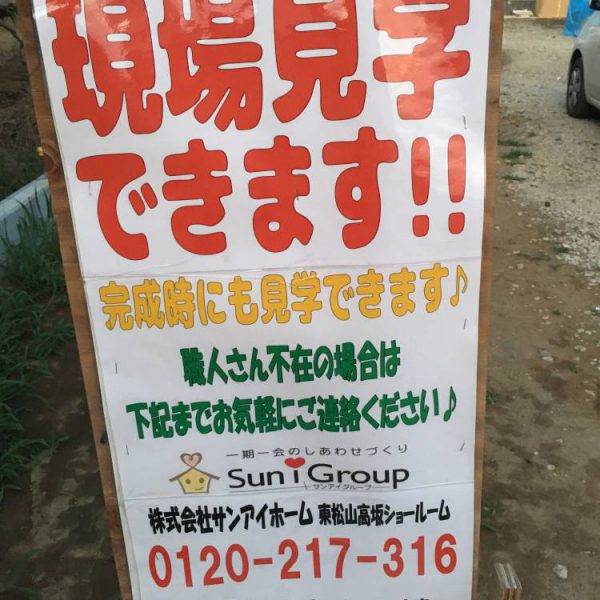 現場見学
できます!!
完成時にも見学できます♪
職人さん不在の場合は
下記までお気軽にご連絡ください♪
一期一会のしあわせづくり
Sun i Group
サンアイグループ
株式会社サンアイホーム 東松山高坂ショールーム
0120-217-316